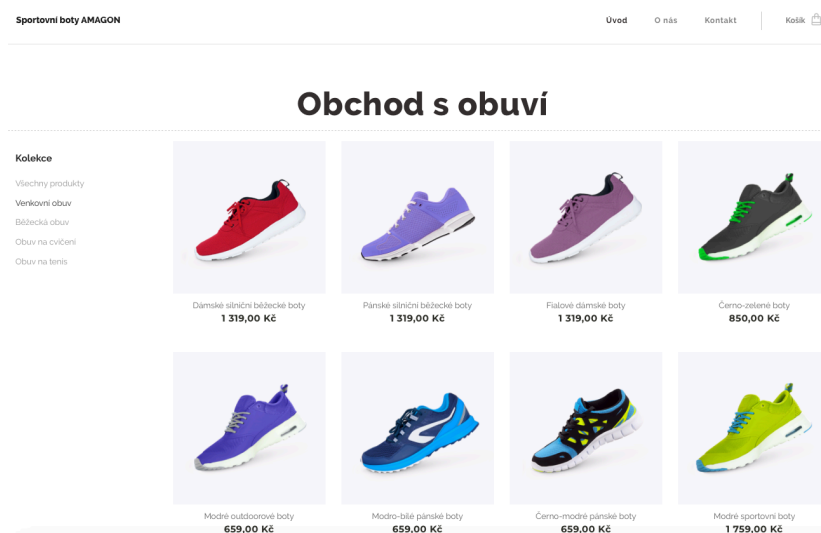 Sportovní boty AMAGON
Úvod
O nás
Kontakt
Košík
Obchod s obuví
Kolekce
Všechny produkty
Venkovní obuv
Běžecká obuv
Obuv na cvičení
Obuv na tenis
Dámské silniční běžecké boty
1 319,00 Kč
Pánské silniční běžecké boty
1 319,00 Kč
Fialové dámské boty
1 319,00 Kč
Černo-zelené boty
850,00 Kč
Modré outdoorové boty
659,00 Kč
Modro-bílé pánské boty
659,00 Kč
Černo-modré pánské boty
659,00 Kč
Modré sportovní boty
1 759,00 Kč